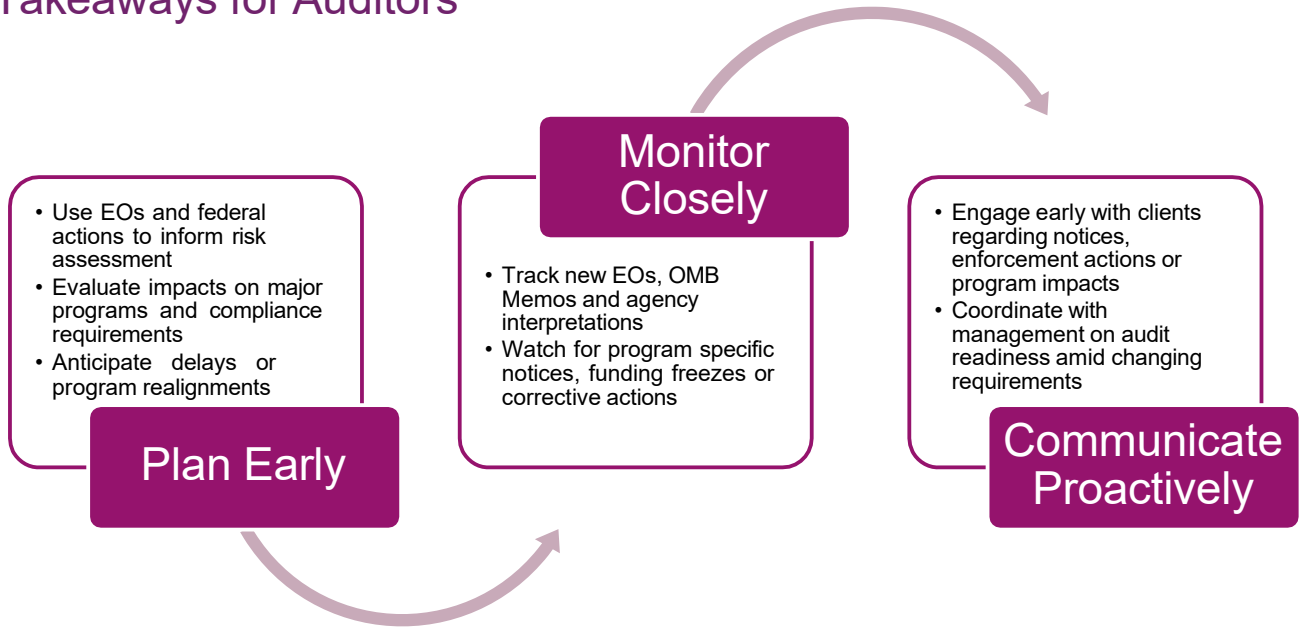 Takeaways for Auditors
• Use EOs and federal
actions to inform risk
assessment
• Evaluate impacts on major
programs and compliance
requirements
• Anticipate delays or
program realignments
Plan Early
Monitor
Closely
• Track new EOs, OMB
Memos and agency
interpretations
• Watch for program specific
notices, funding freezes or
corrective actions
• Engage early with clients
regarding notices,
enforcement actions or
program impacts
• Coordinate with
management on audit
readiness amid changing
requirements
Communicate
Proactively